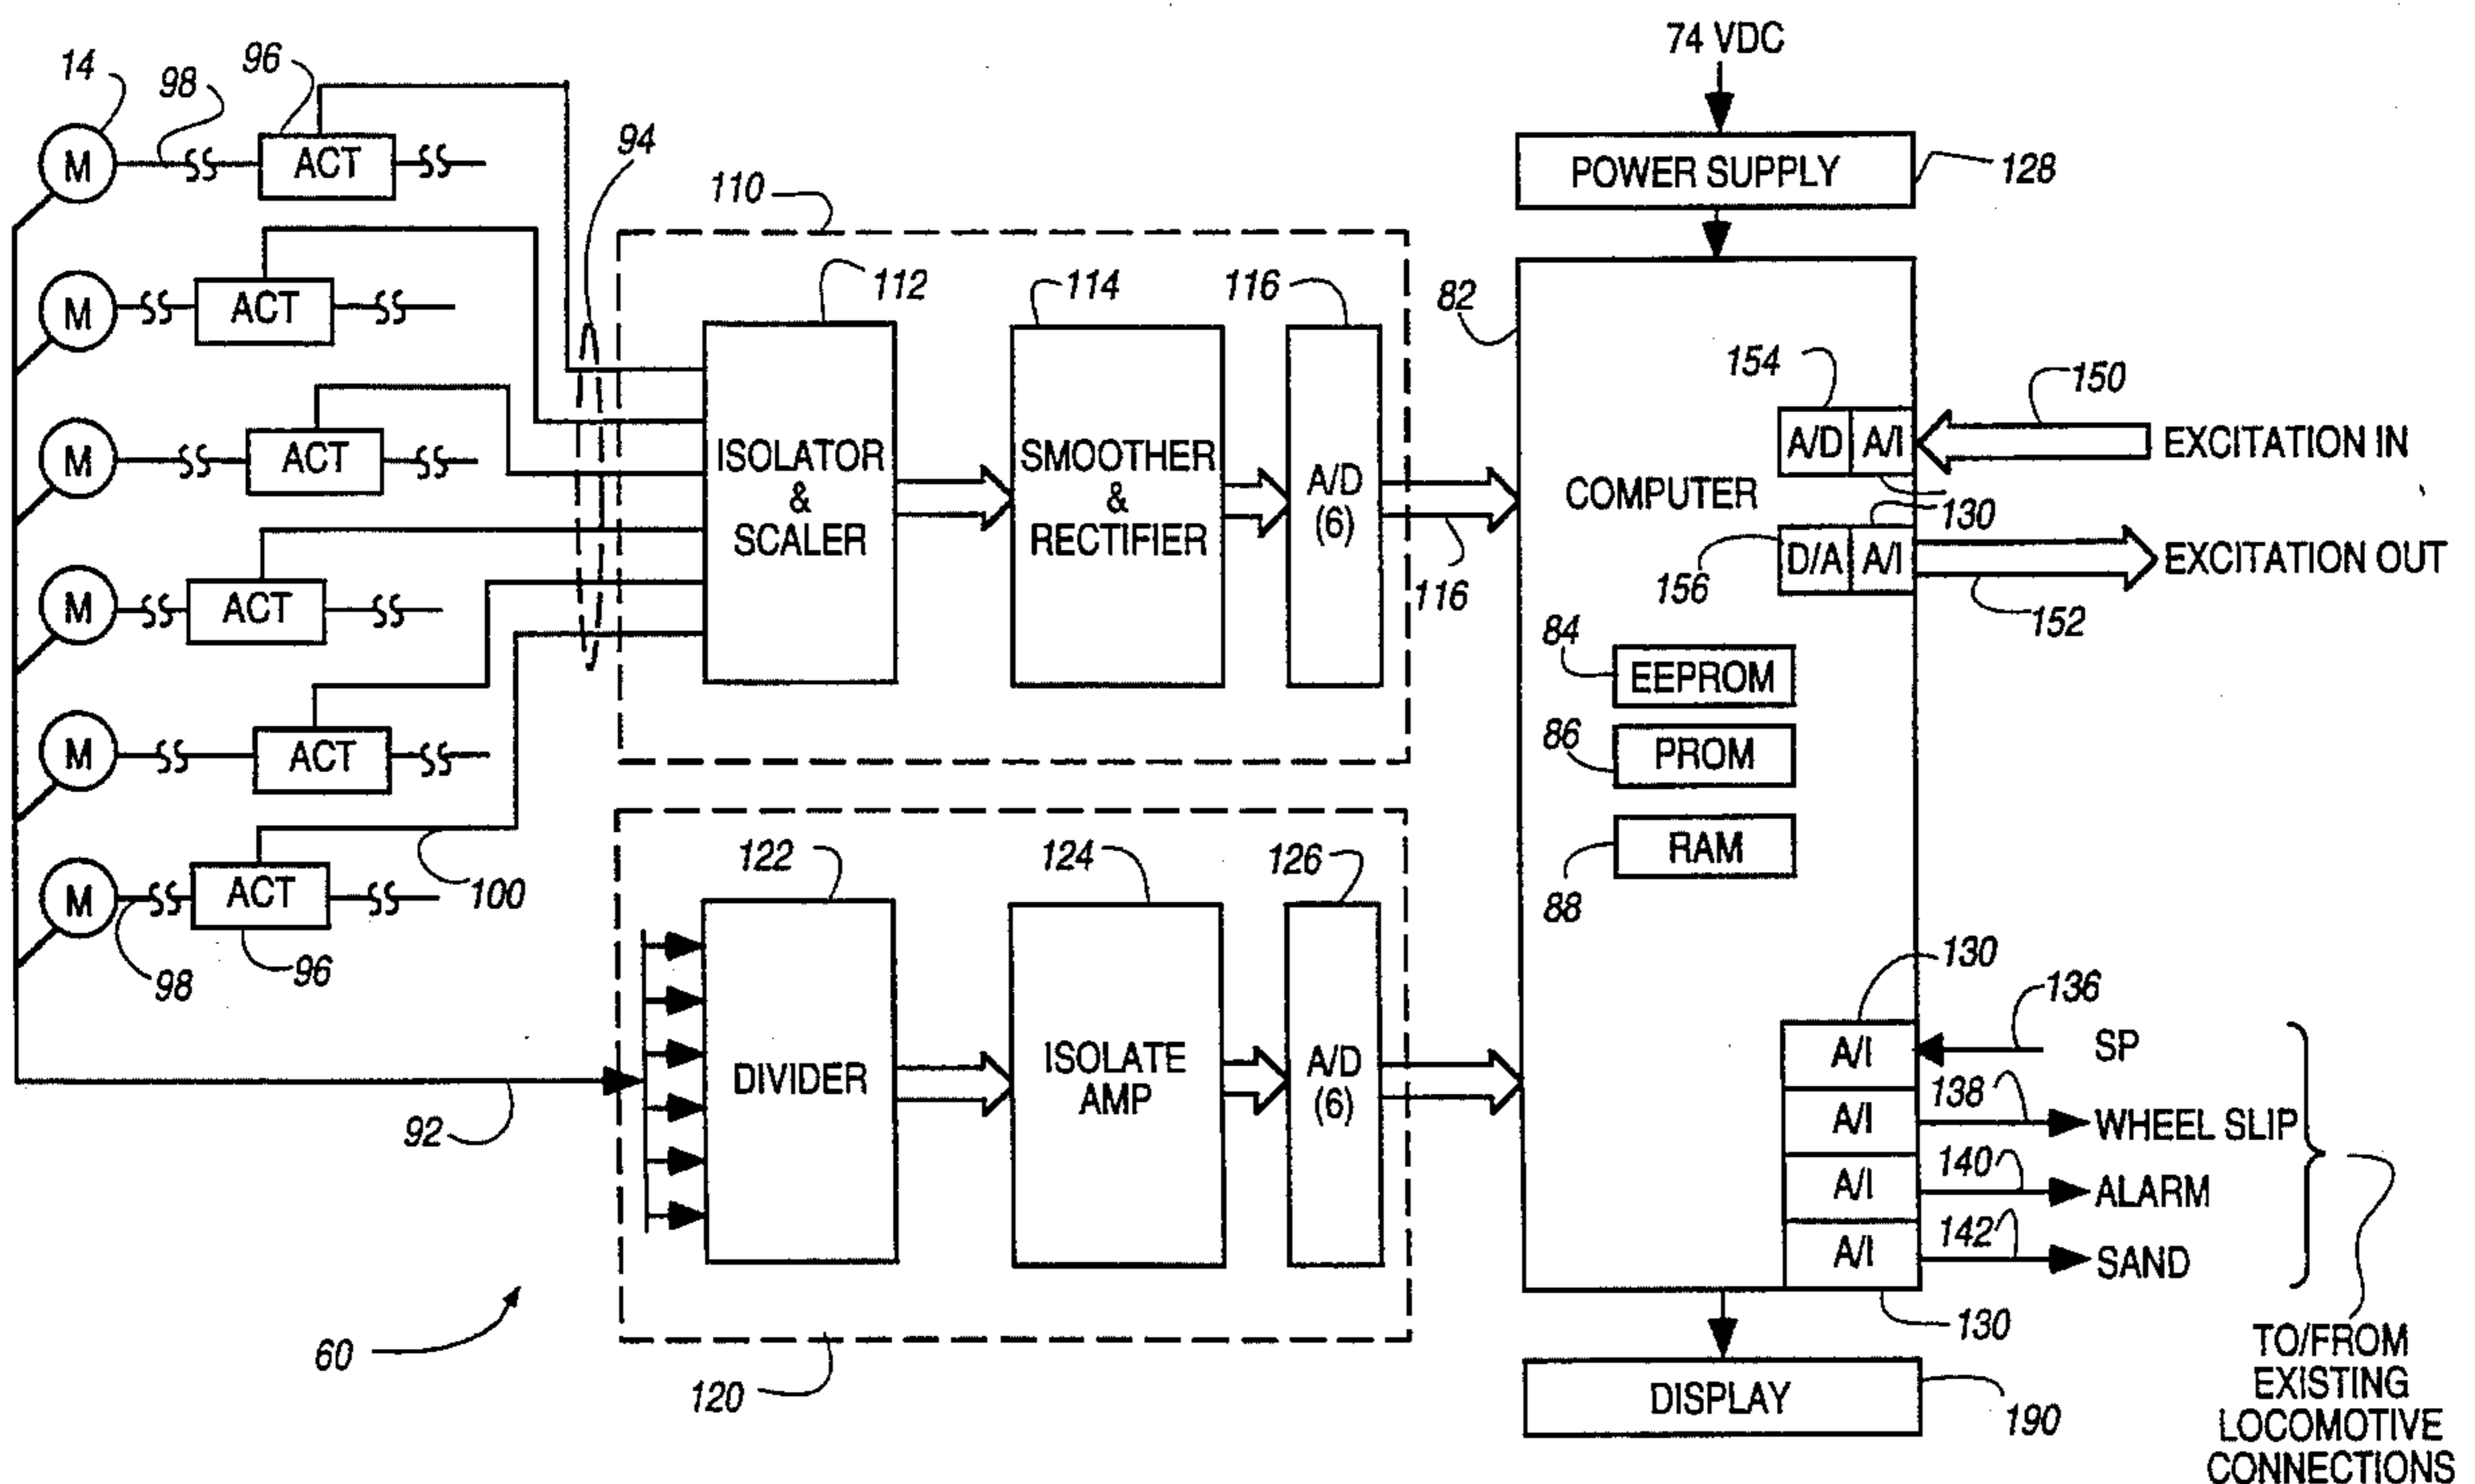 74 VDC
14
98
96
94
110
M
ACT
POWER SUPPLY
128
112
114
116
82
M
ACT
154
150
M
ACT
ISOLATOR
&
SCALER
SMOOTHER
&
RECTIFIER
A/D
(6)
116
COMPUTER
A/D
A/I
EXCITATION IN
130
D/A
A/I
EXCITATION OUT
156
152
M
ACT
84
EEPROM
86
PROM
88
RAM
M
ACT
M
ACT
100
98
96
122
124
126
130
136
DIVIDER
ISOLATE
AMP
A/D
(6)
A/I
SP
A/I
138
WHEEL SLIP
A/I
140
ALARM
A/I
142
SAND
92
60
120
130
DISPLAY
190
TO/FROM
EXISTING
LOCOMOTIVE
CONNECTIONS